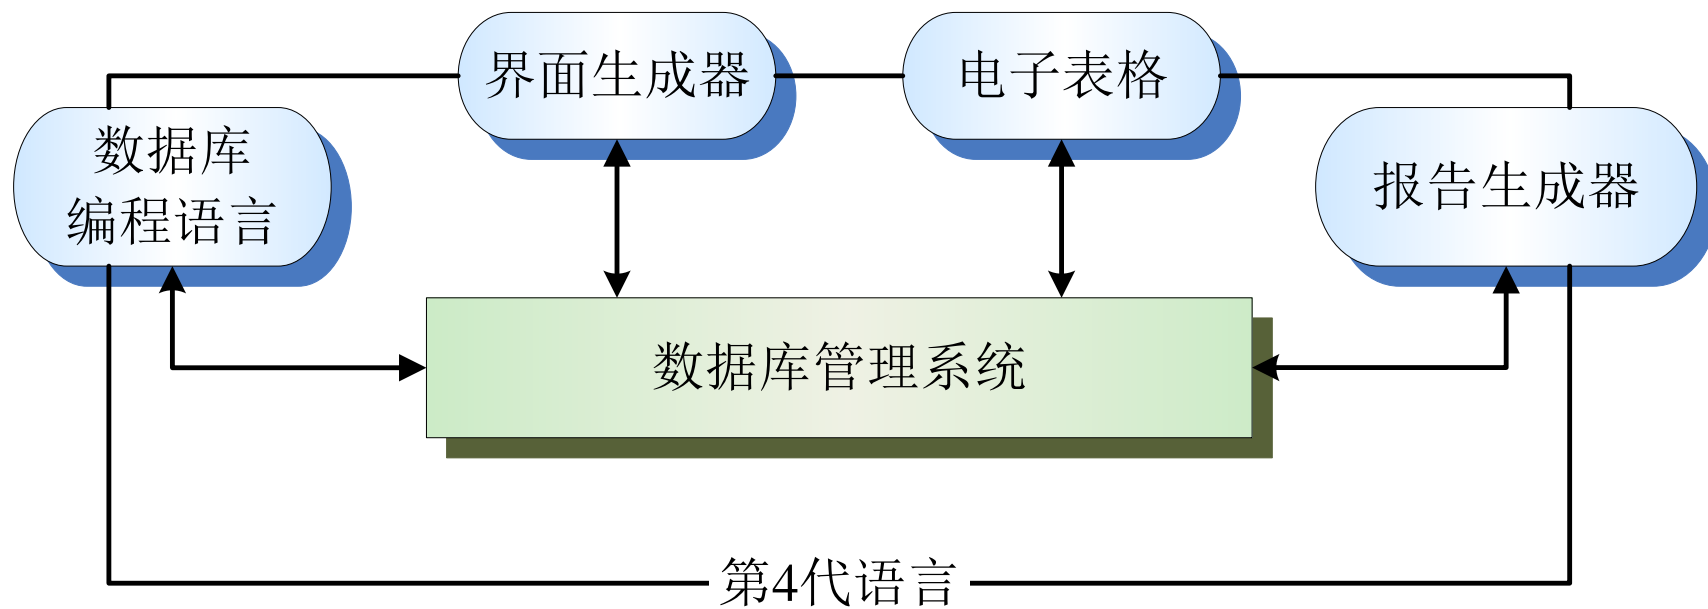 界面生成器
电子表格
数据库
编程语言
报告生成器
数据库管理系统
第4代语言